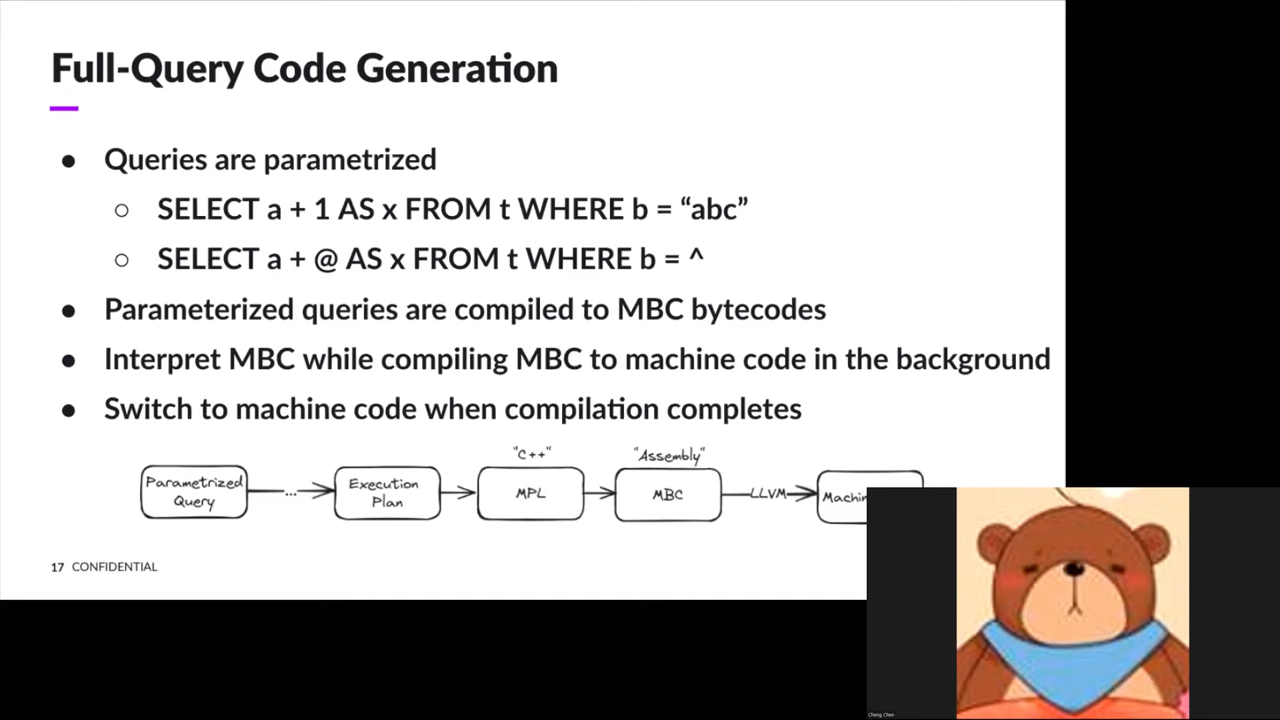 Full-Query Code Generation
● Queries are parametrized
○ SELECT a + 1 AS x FROM t WHERE b = “abc”
○ SELECT a + @ AS x FROM t WHERE b = ^
● Parameterized queries are compiled to MBC bytecodes
● Interpret MBC while compiling MBC to machine code in the background
● Switch to machine code when compilation completes
"C++"
"Assembly"
Parametrized
Query
...
Execution
Plan
MPL
MBC
LLVM
17 CONFIDENTIAL
Cheng Chen